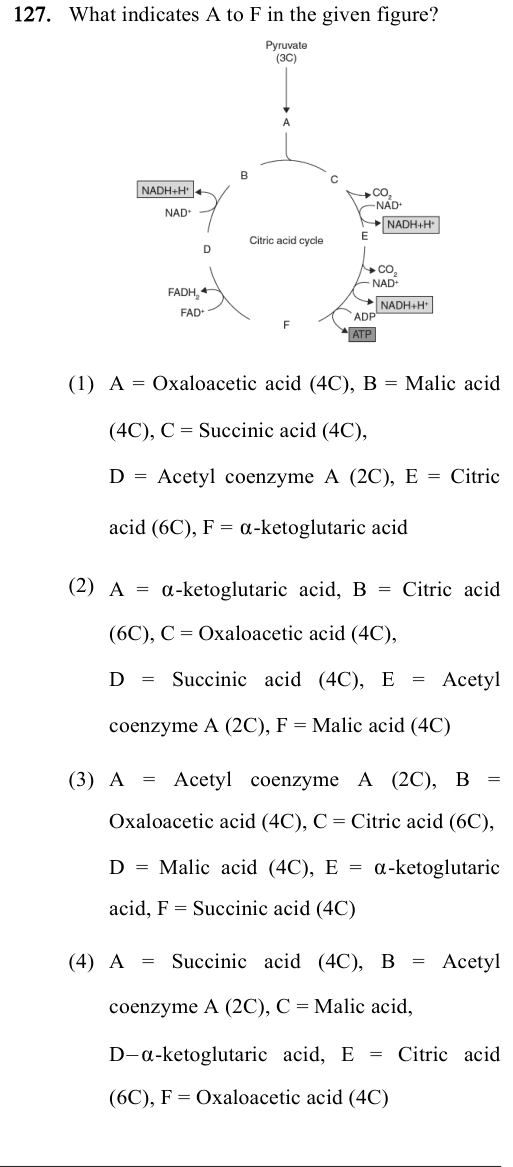 127. What indicates A to F in the given figure?
Pyruvate
(3C)
A
B
C
NADH+H⁺
CO₂
NAD⁺
NAD⁺
NADH+H⁺
D
Citric acid cycle
E
CO₂
NAD⁺
FADH₂
NADH+H⁺
FAD⁺
ADP
F
ATP
(1) A = Oxaloacetic acid (4C), B = Malic acid
(4C), C = Succinic acid (4C),
D = Acetyl coenzyme A (2C), E = Citric
acid (6C), F = α-ketoglutaric acid
(2) A = α-ketoglutaric acid, B = Citric acid
(6C), C = Oxaloacetic acid (4C),
D = Succinic acid (4C), E = Acetyl
coenzyme A (2C), F = Malic acid (4C)
(3) A = Acetyl coenzyme A (2C), B =
Oxaloacetic acid (4C), C = Citric acid (6C),
D = Malic acid (4C), E = α-ketoglutaric
acid, F = Succinic acid (4C)
(4) A = Succinic acid (4C), B = Acetyl
coenzyme A (2C), C = Malic acid,
D–α-ketoglutaric acid, E = Citric acid
(6C), F = Oxaloacetic acid (4C)